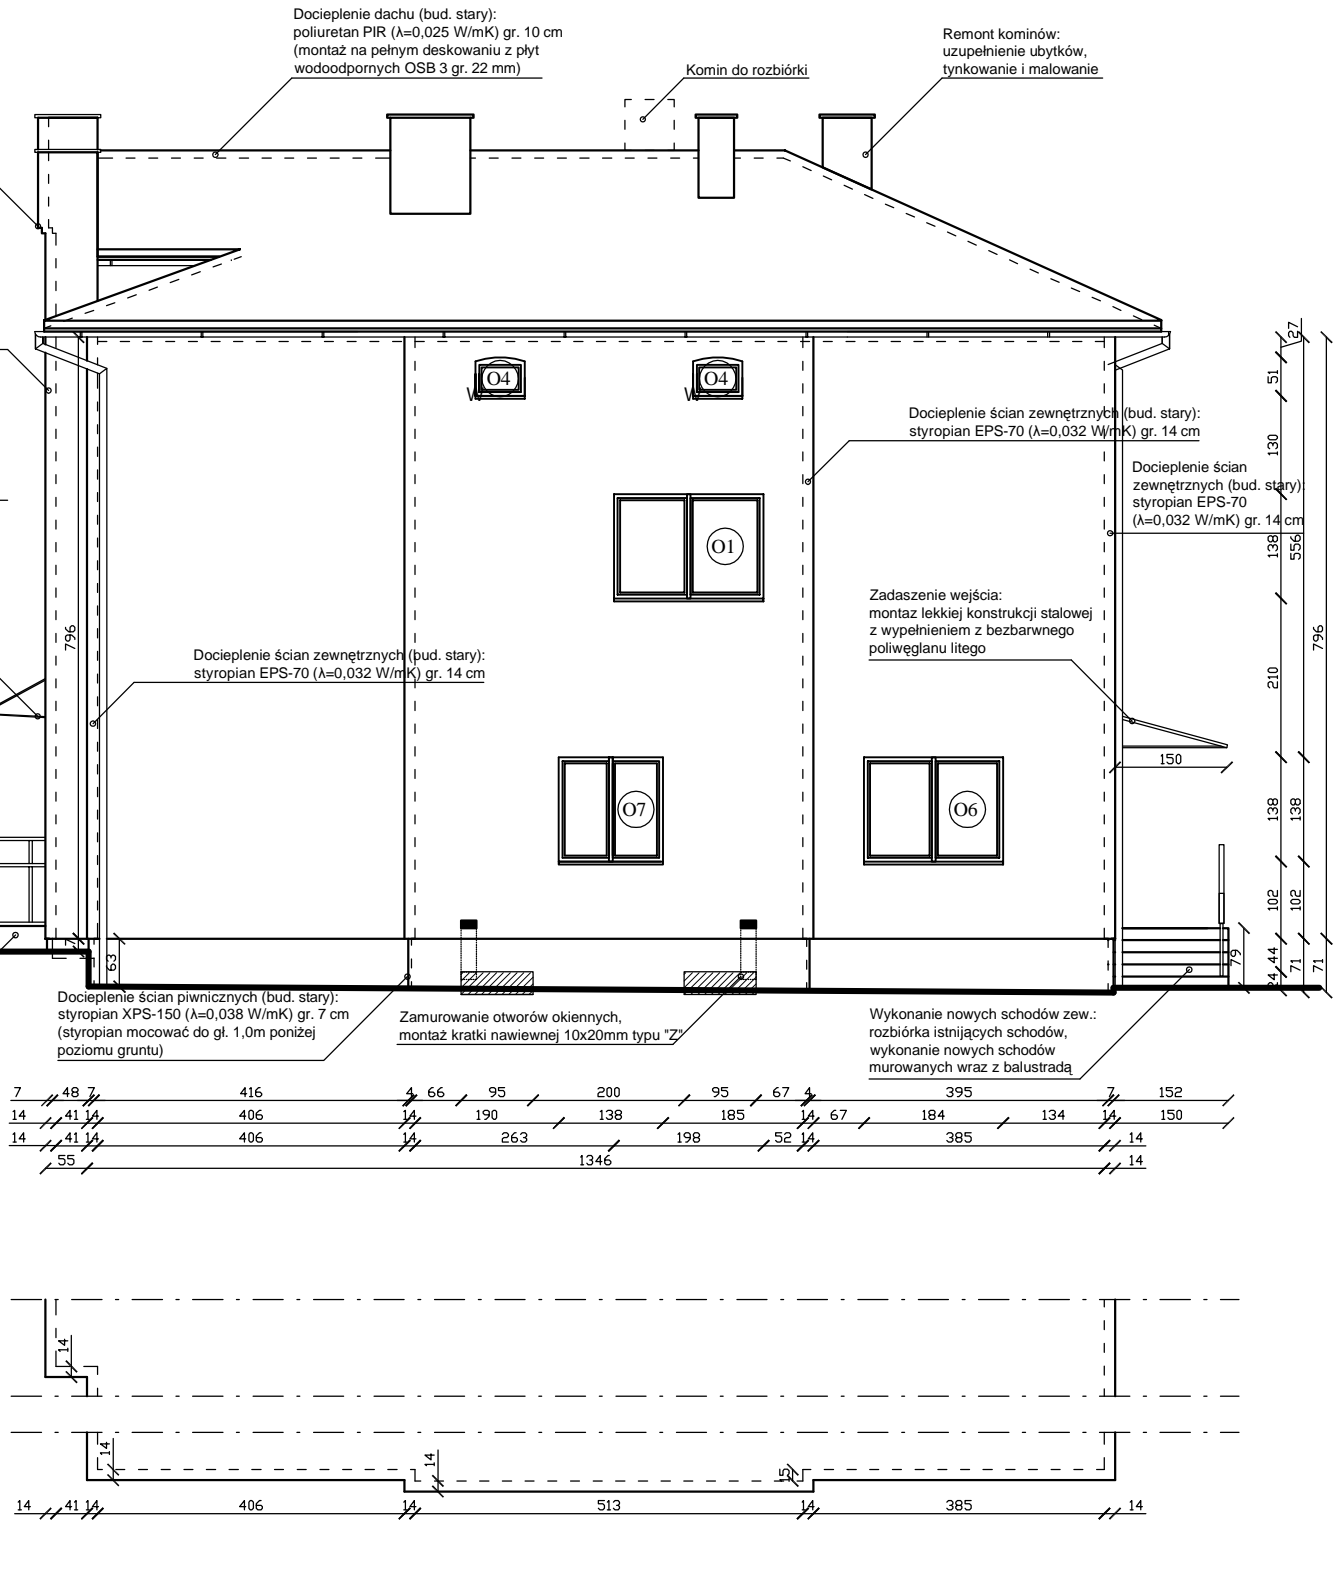 Docieplenie dachu (bud. stary):
poliuretan PIR (λ=0,025 W/mK) gr. 10 cm
(montaż na pełnym deskowaniu z płyt
wodoodpornych OSB 3 gr. 22 mm)
Komin do rozbiórki
Remont kominów:
uzupełnienie ubytków,
tynkowanie i malowanie
27
51
130
138
210
138
102
44
24
556
138
102
71
796
71
O4
O4
W
W
Docieplenie ścian zewnętrznych (bud. stary):
styropian EPS-70 (λ=0,032 W/mK) gr. 14 cm
Docieplenie ścian
zewnętrznych (bud. stary):
styropian EPS-70
(λ=0,032 W/mK) gr. 14 cm
O1
Zadaszenie wejścia:
montaz lekkiej konstrukcji stalowej
z wypełnieniem z bezbarwnego
poliwęglanu litego
796
Docieplenie ścian zewnętrznych (bud. stary):
styropian EPS-70 (λ=0,032 W/mK) gr. 14 cm
150
O7
O6
17
63
79
Docieplenie ścian piwnicznych (bud. stary):
styropian XPS-150 (λ=0,038 W/mK) gr. 7 cm
(styropian mocować do gł. 1,0m poniżej
poziomu gruntu)
Zamurowanie otworów okiennych,
montaż kratki nawiewnej 10x20mm typu "Z"
Wykonanie nowych schodów zew.:
rozbiórka istnijących schodów,
wykonanie nowych schodów
murowanych wraz z balustradą
7 48 7 416 4 66 95 200 95 67 4 395 7 152
14 41 14 406 14 190 138 185 14 67 184 134 14 150
14 41 14 406 14 263 198 52 14 385 14
55 1346 14
14
14
14
15
14 41 14 406 14 513 14 385 14